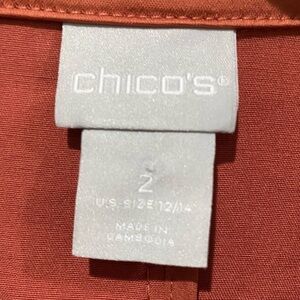 chico's®
2
U.S. SIZE 12/14
MADE IN
CAMBODIA